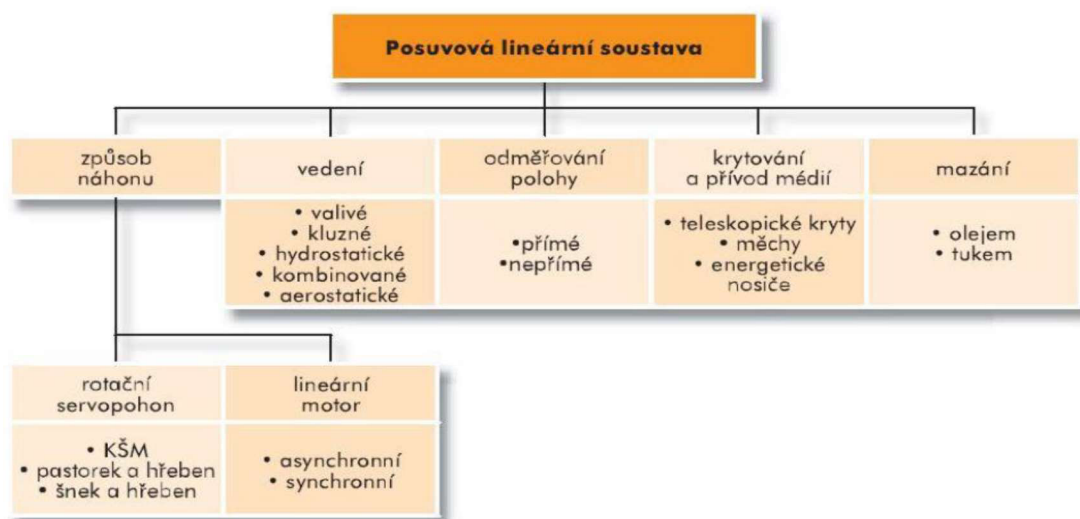 Posuvová lineární soustava
způsob
náhonu
vedení
odměřování
polohy
krytování
a přívod médií
mazání
• valivé
• kluzné
• hydrostatické
• kombinované
• aerostatické
•přímé
•nepřímé
• teleskopické kryty
• měchy
• energetické
nosiče
• olejem
• tukem
rotační
servopohon
lineární
motor
• KŠM
• pastorek a hřeben
• šnek a hřeben
• asynchronní
• synchronní